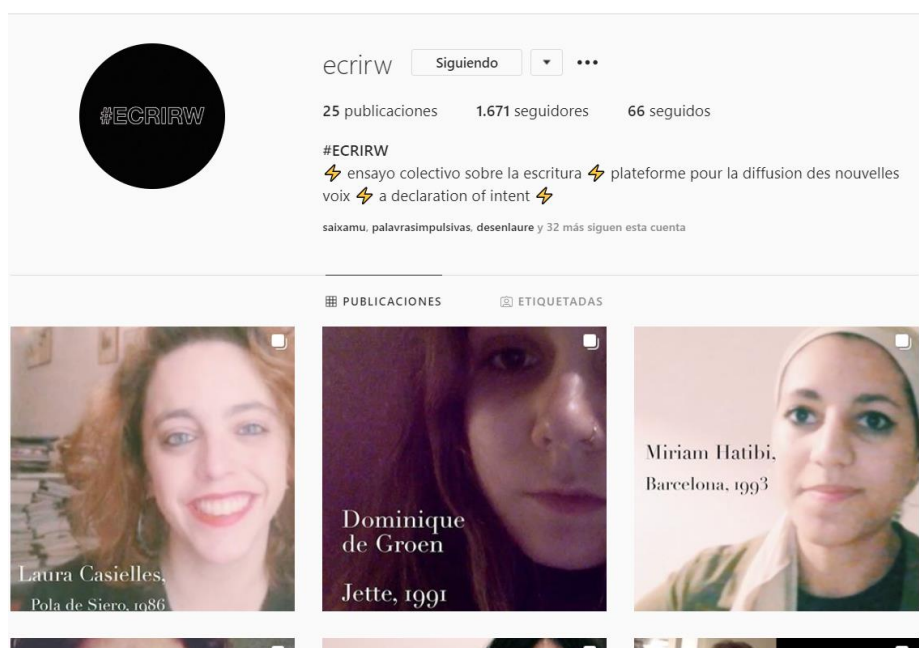 #ECRIRW
ecrirw Siguiendo
25 publicaciones 1.671 seguidores 66 seguidos
#ECRIRW
⚡ ensayo colectivo sobre la escritura ⚡ plateforme pour la diffusion des nouvelles
voix ⚡ a declaration of intent ⚡
saixamu, palavrasimpulsivas, desenlaure y 32 más siguen esta cuenta
PUBLICACIONES ETIQUETADAS
Laura Casielles,
Pola de Siero, 1986
Dominique
de Groen
Jette, 1991
Miriam Hatibi,
Barcelona, 1993